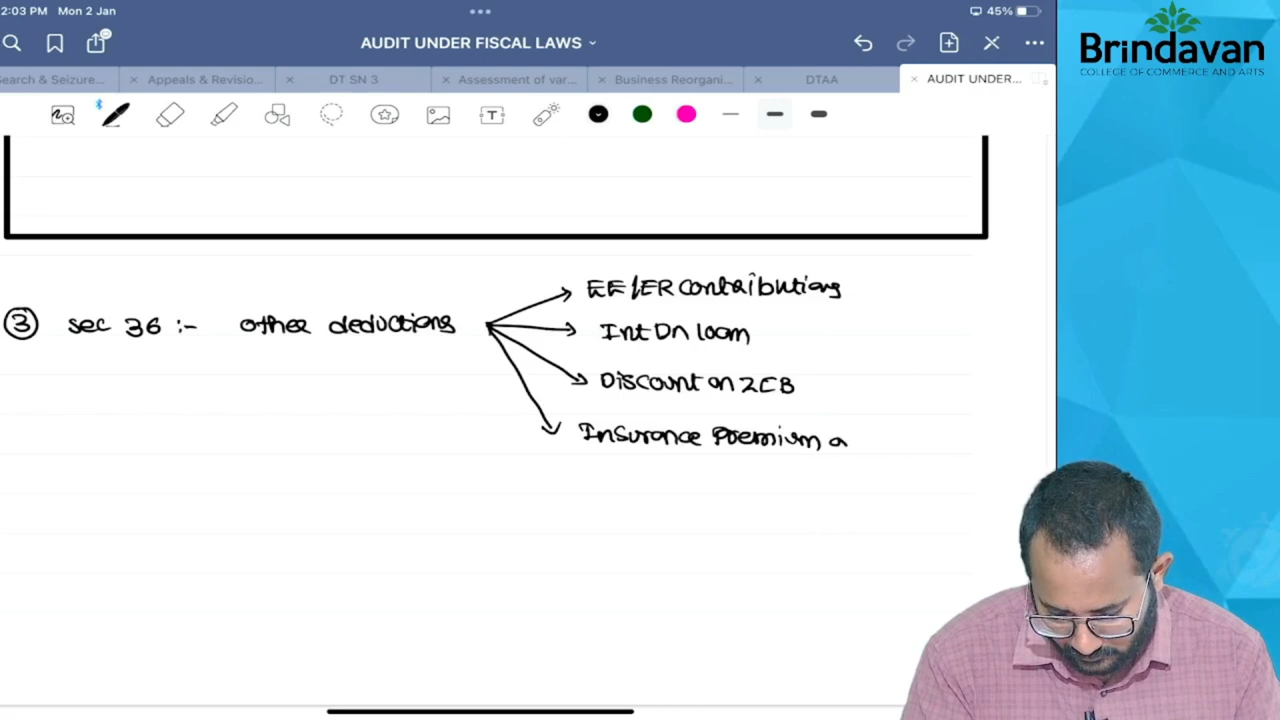 2:03 PM Mon 2 Jan
45%
AUDIT UNDER FISCAL LAWS
Brindavan
COLLEGE OF COMMERCE AND ARTS
earch & Seizure...
Appeals & Revisio...
DT SN 3
Assessment of var...
Business Reorgani...
DTAA
AUDIT UNDER...
T
③ sec 36 :- other deductions
EE/ER contributions
Int On loan
Discount on ZCB
Insurance Premium a